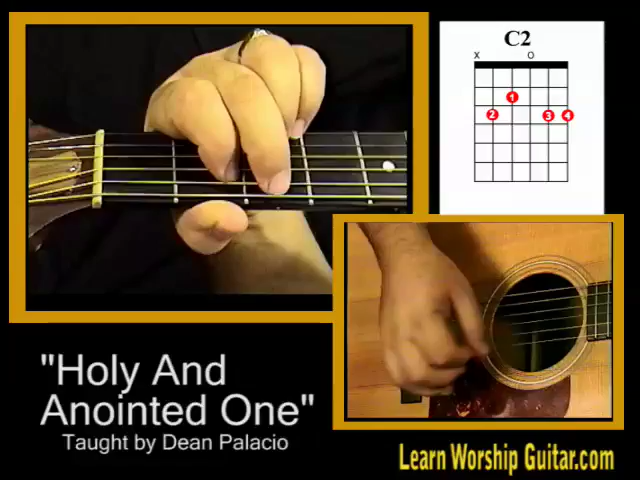 C2
X O
1
2 3 4
"Holy And
Anointed One"
Taught by Dean Palacio
Learn Worship Guitar.com